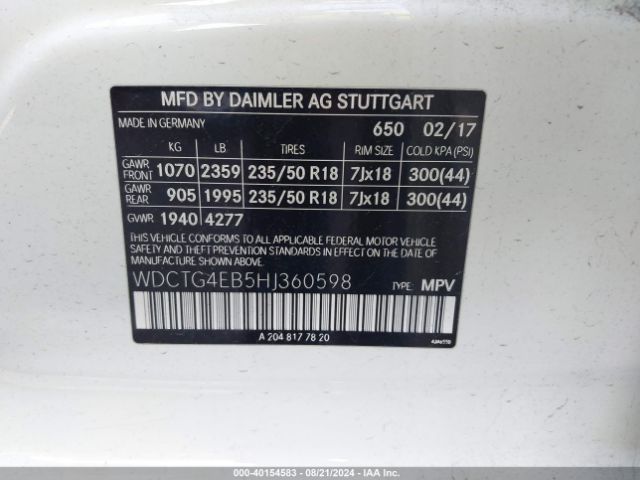 MFD BY DAIMLER AG STUTTGART
MADE IN GERMANY 650 02/17
KG LB TIRES RIM SIZE COLD KPA (PSI)
GAWR FRONT 1070 2359 235/50 R18 7Jx18 300(44)
GAWR REAR 905 1995 235/50 R18 7Jx18 300(44)
GVWR 1940 4277
THIS VEHICLE CONFORMS TO ALL APPLICABLE FEDERAL MOTOR VEHICLE
SAFETY AND THEFT PREVENTION STANDARDS IN EFFECT ON THE DATE
OF MANUFACTURE SHOWN ABOVE.
WDCTG4EB5HJ360598 TYPE: MPV
A 204 817 78 20
000-40154583 / 08/21/2024 / IAAI.COM